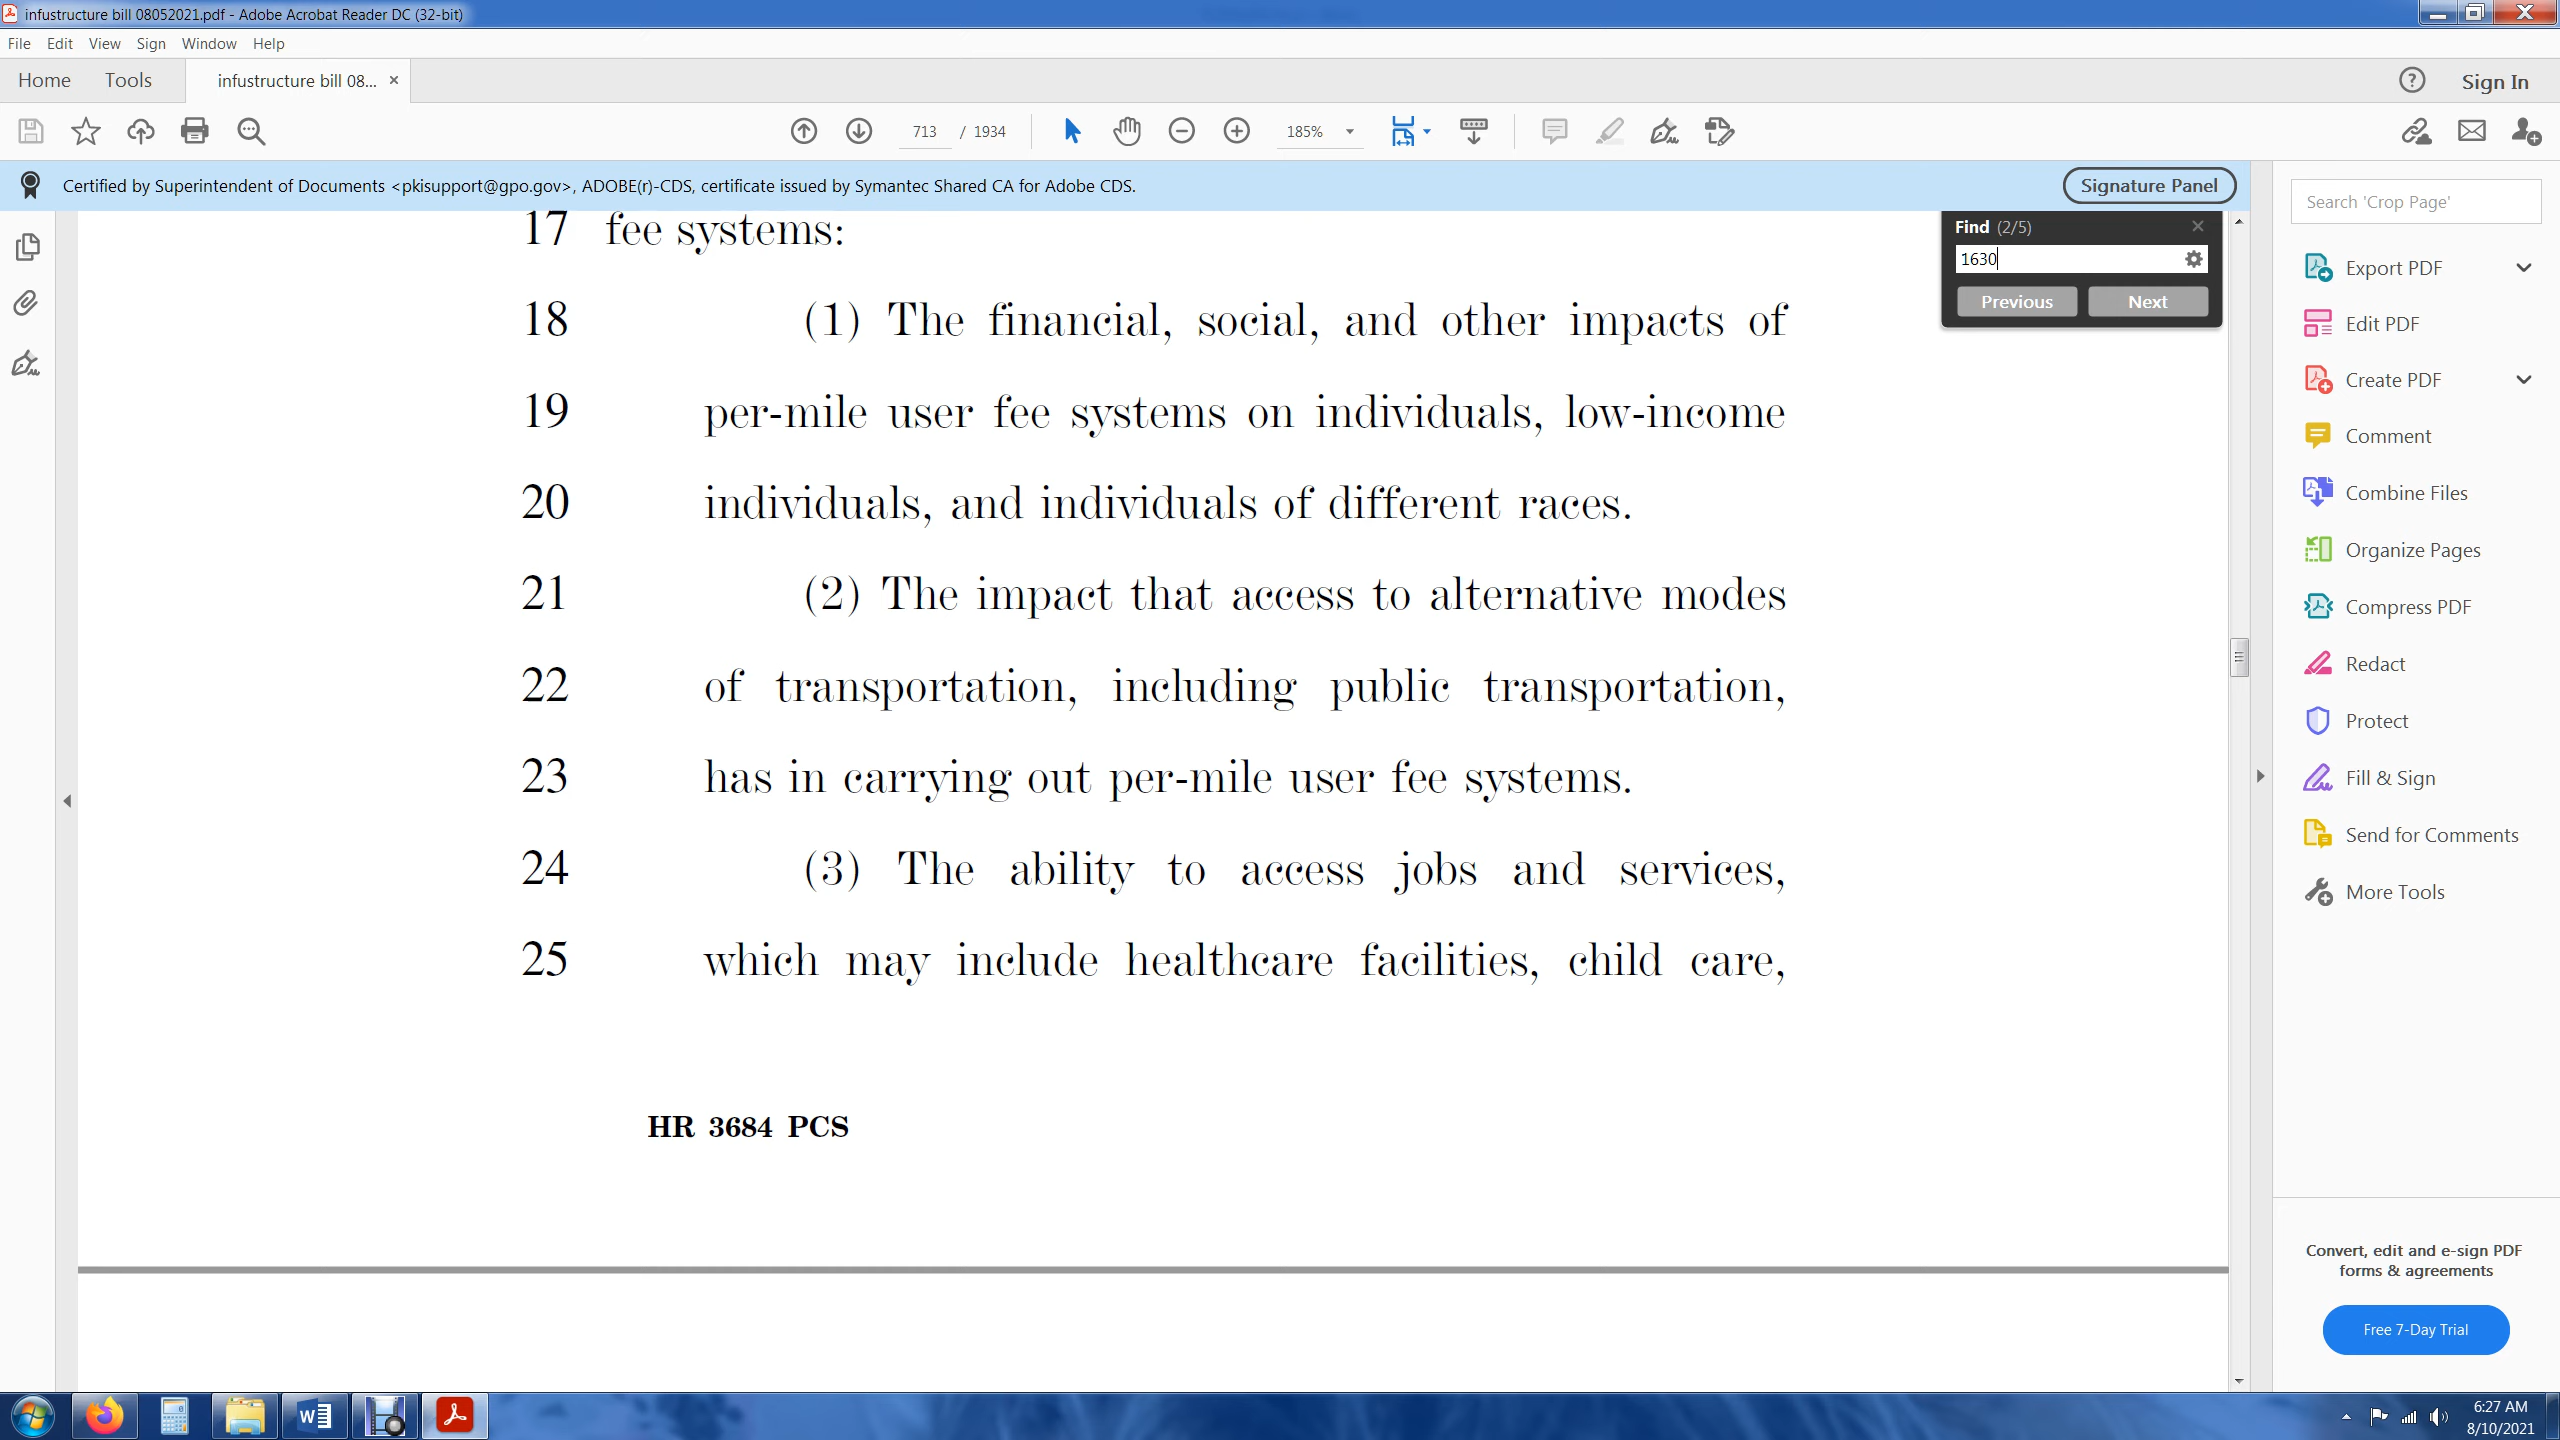 infustructure bill 08052021.pdf - Adobe Acrobat Reader DC (32-bit)
File Edit View Sign Window Help
Home Tools infustructure bill 08... × Sign In
713 / 1934 185%
Certified by Superintendent of Documents <pkisupport@gpo.gov>, ADOBE(r)-CDS, certificate issued by Symantec Shared CA for Adobe CDS.
Signature Panel
Find (2/5)
1630
Previous Next
17 fee systems:
18 (1) The financial, social, and other impacts of
19 per-mile user fee systems on individuals, low-income
20 individuals, and individuals of different races.
21 (2) The impact that access to alternative modes
22 of transportation, including public transportation,
23 has in carrying out per-mile user fee systems.
24 (3) The ability to access jobs and services,
25 which may include healthcare facilities, child care,
HR 3684 PCS
Search 'Crop Page'
Export PDF
Edit PDF
Create PDF
Comment
Combine Files
Organize Pages
Compress PDF
Redact
Protect
Fill & Sign
Send for Comments
More Tools
Convert, edit and e-sign PDF
forms & agreements
Free 7-Day Trial
6:27 AM
8/10/2021